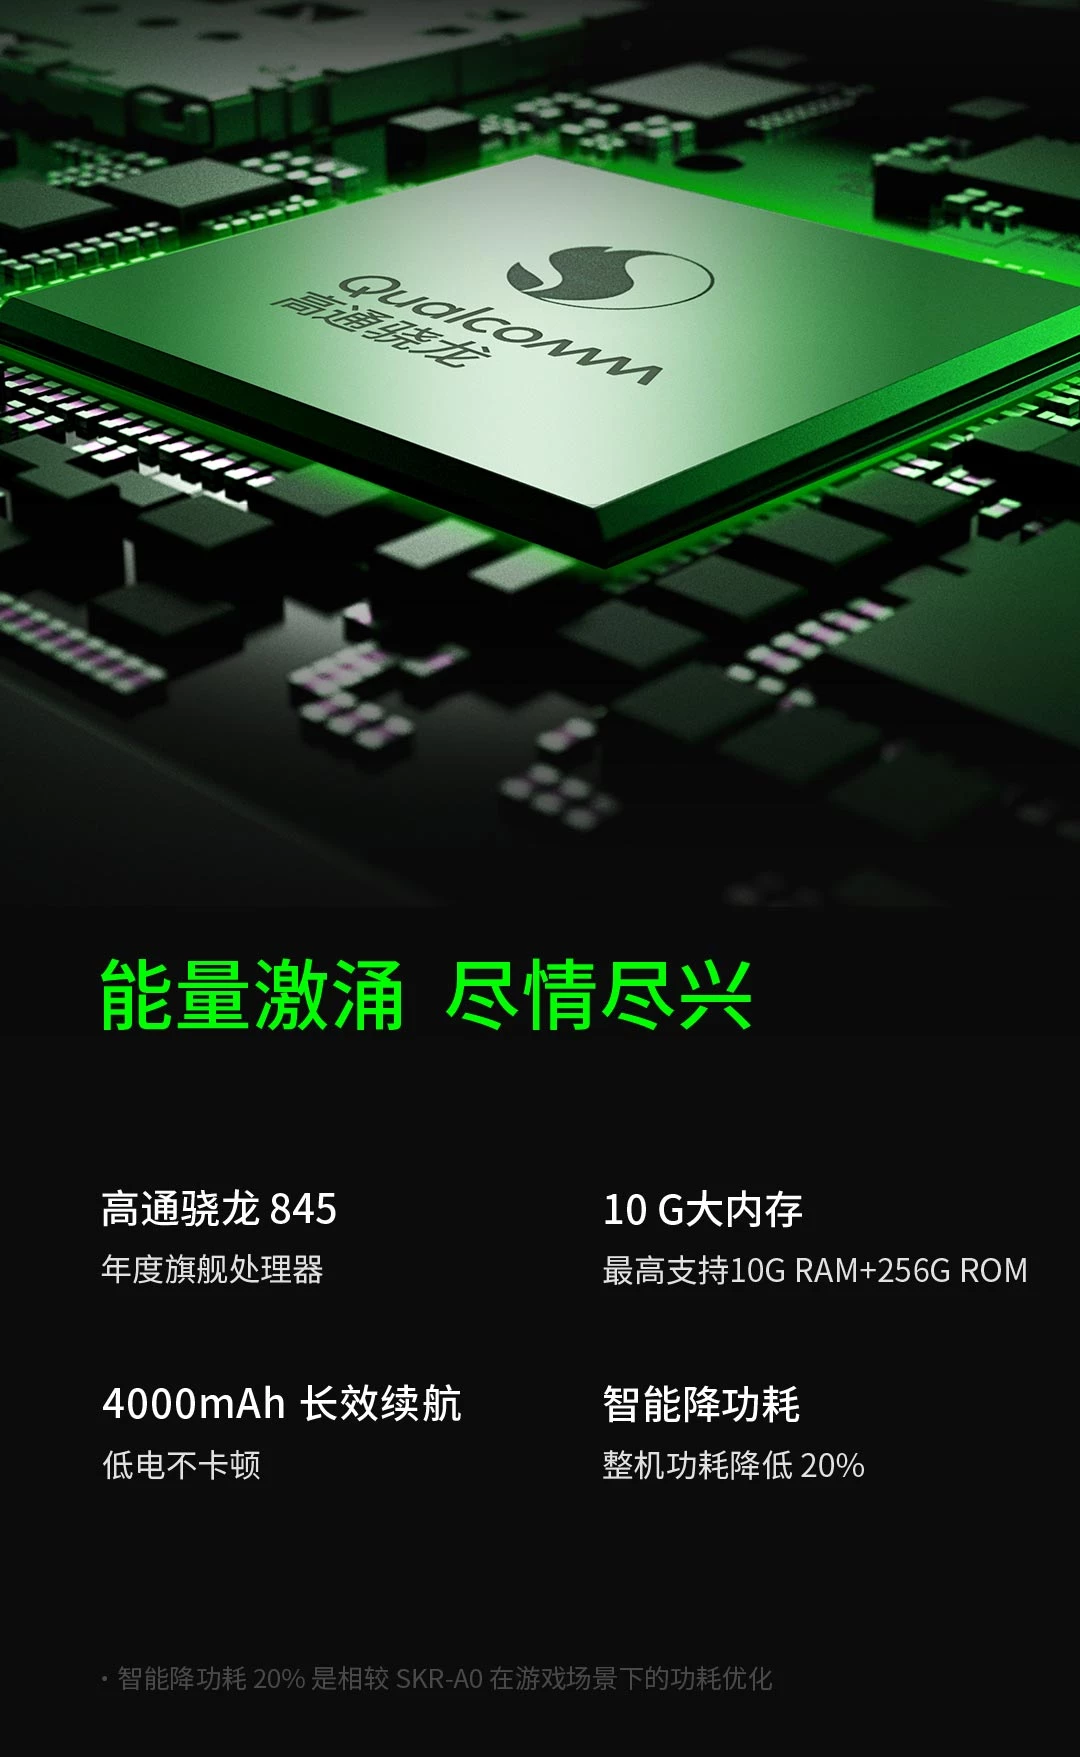 Qualcomm
高通骁龙
能量激涌 尽情尽兴
高通骁龙 845
年度旗舰处理器
10 G大内存
最高支持10G RAM+256G ROM
4000mAh 长效续航
低电不卡顿
智能降功耗
整机功耗降低 20%
· 智能降功耗 20% 是相较 SKR-A0 在游戏场景下的功耗优化